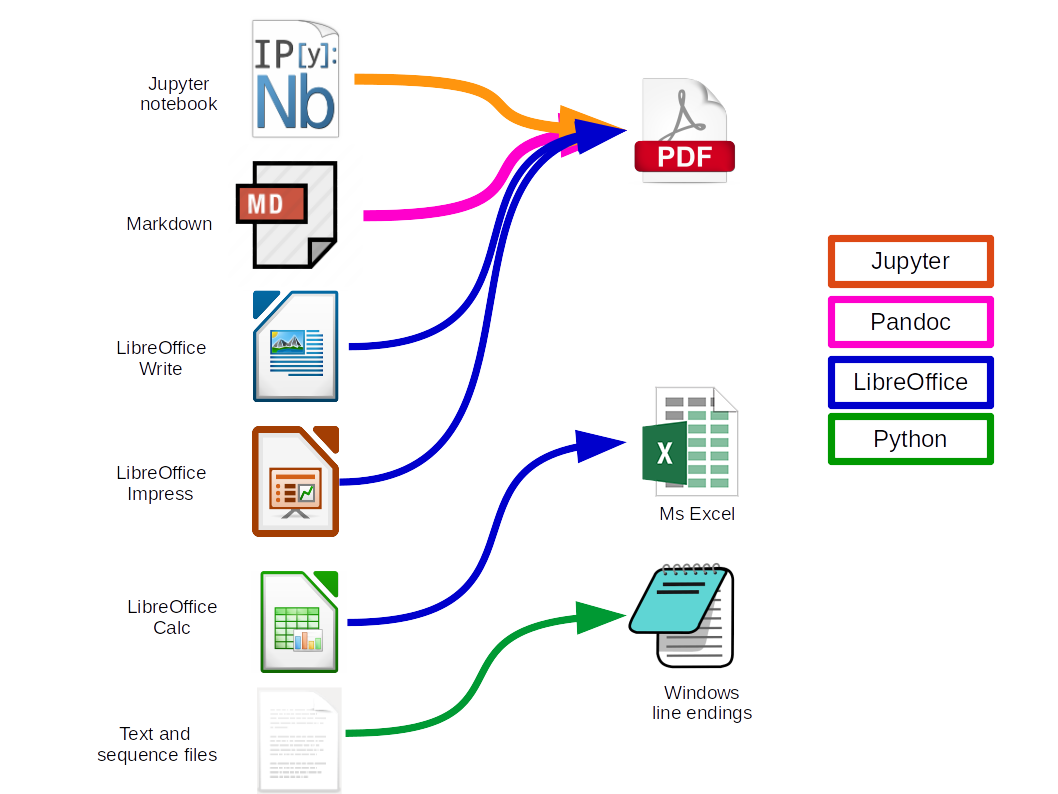 IP[y]:
Nb
Jupyter
notebook
PDF
MD
Markdown
Jupyter
Pandoc
LibreOffice
Python
LibreOffice
Write
LibreOffice
Impress
X
Ms Excel
LibreOffice
Calc
Windows
line endings
Text and
sequence files